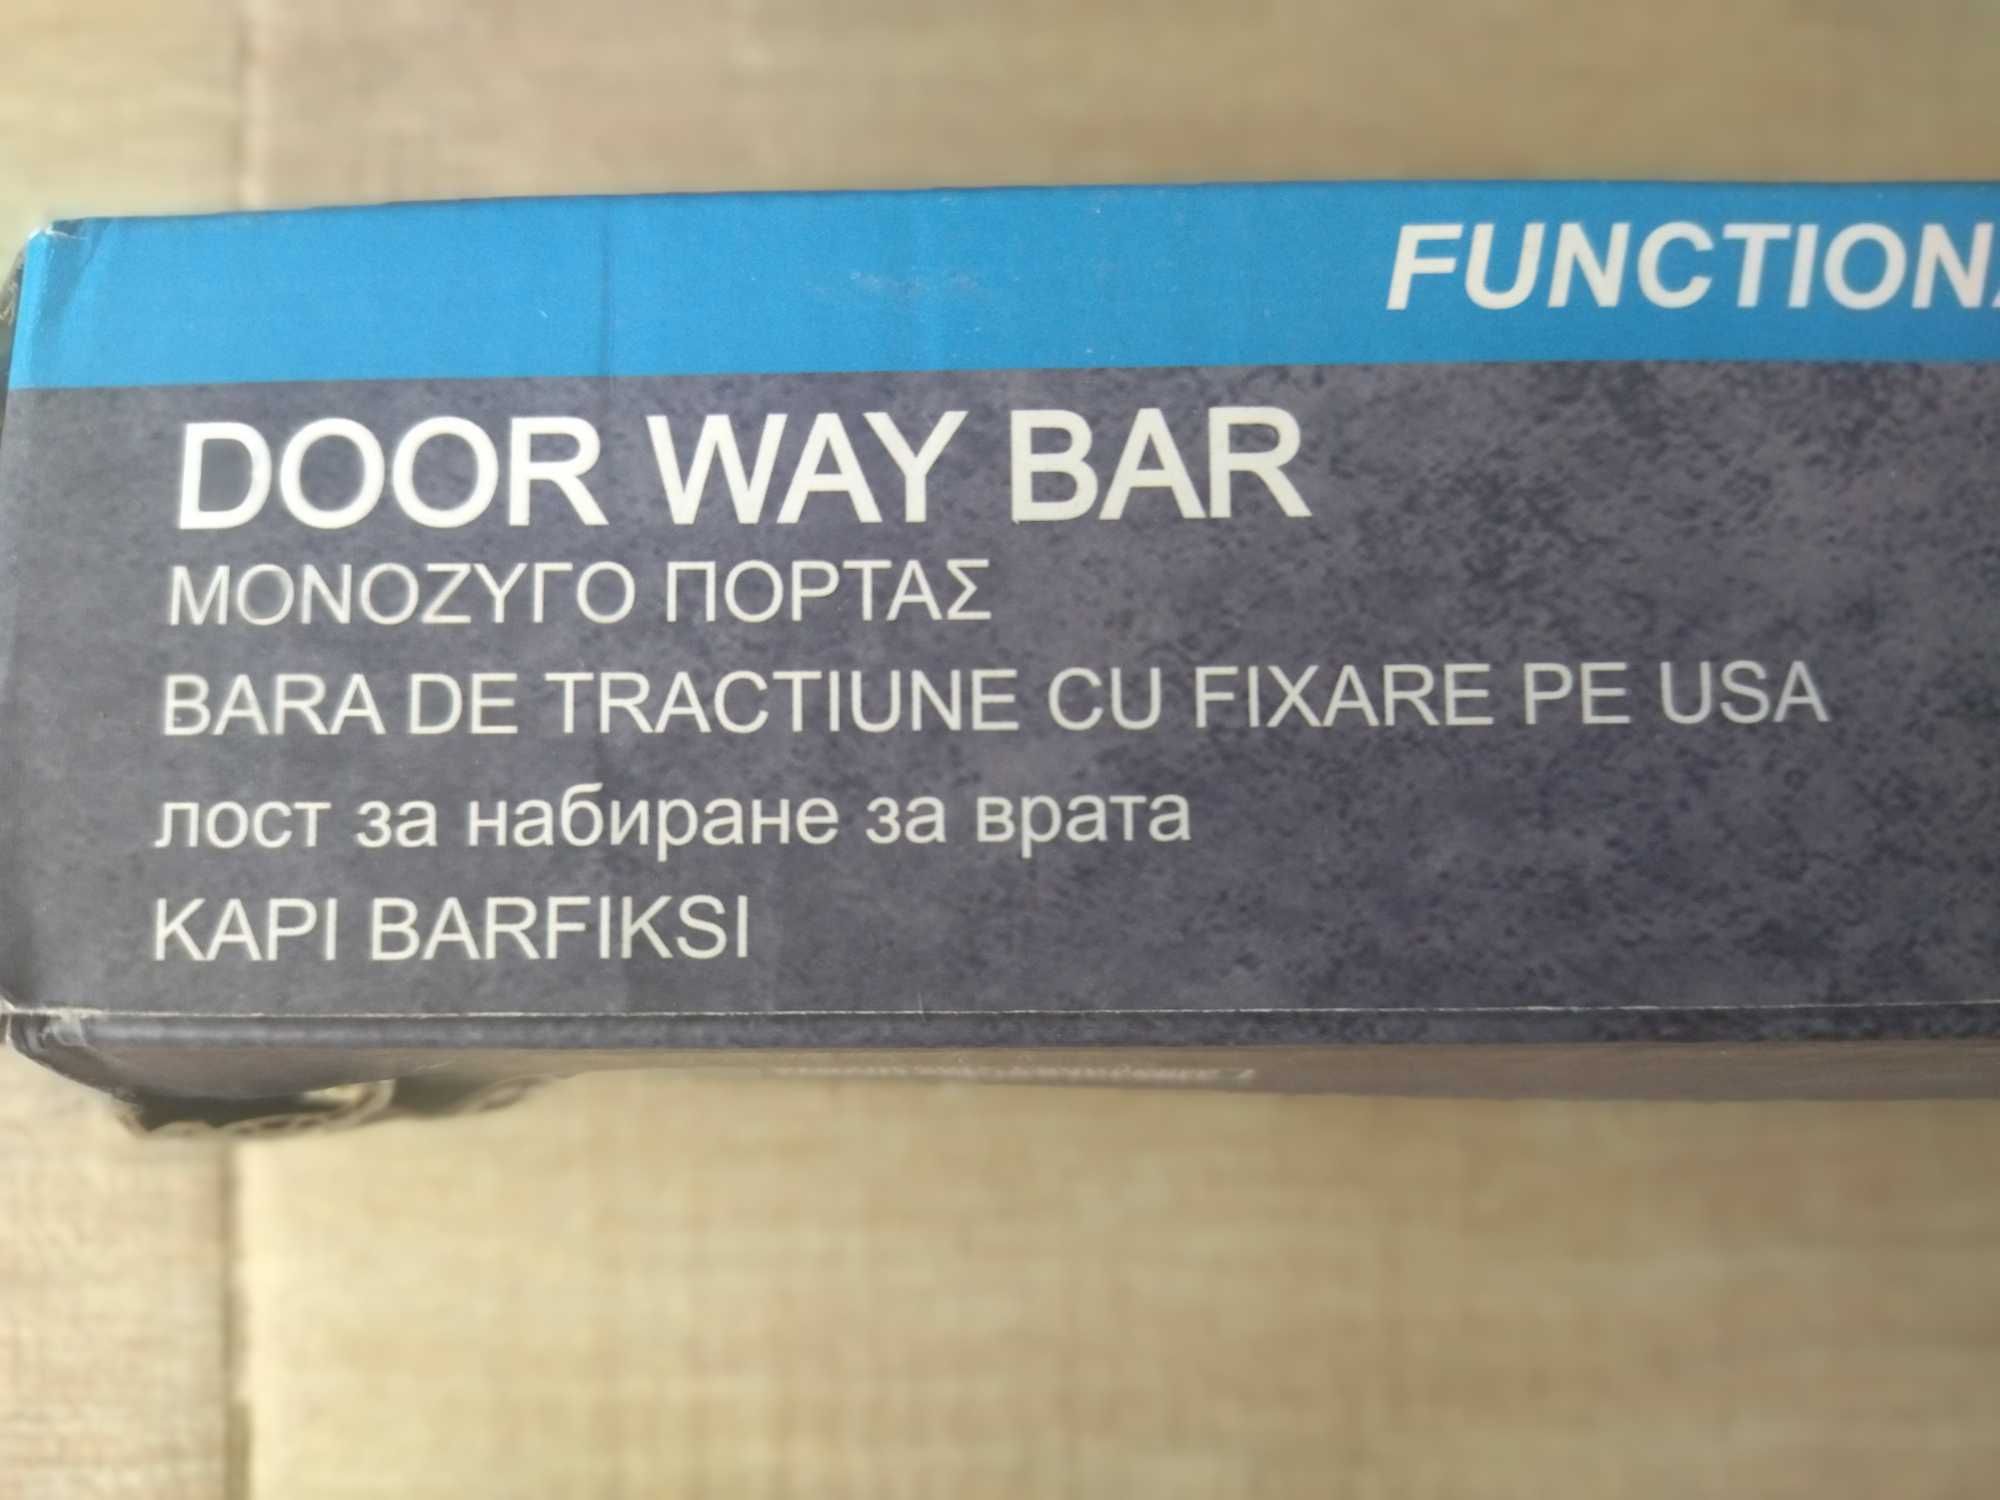 FUNCTIONA
DOOR WAY BAR
ΜΟΝΟΖΥΓΟ ΠΟΡΤΑΣ
BARA DE TRACTIUNE CU FIXARE PE USA
лост за набиране за врата
KAPI BARFIKSI